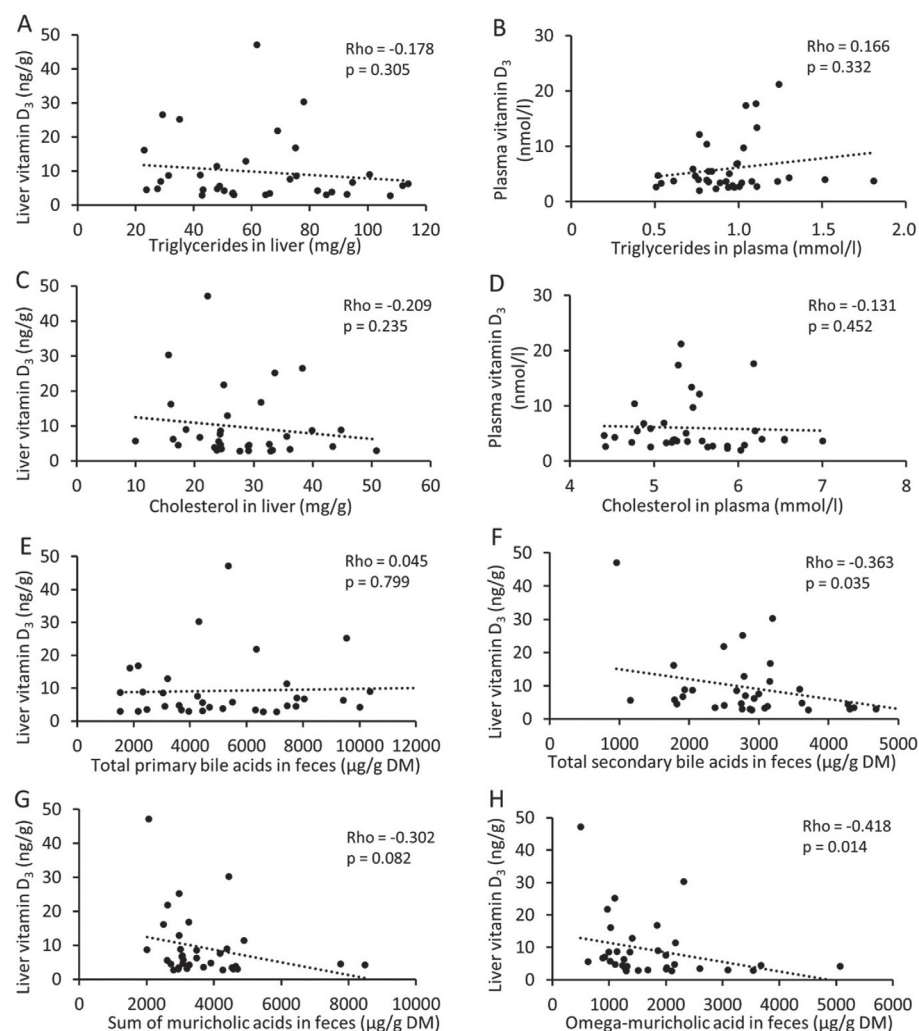 A
Liver vitamin D₃ (ng/g)
50
40
30
20
10
0
Rho = -0.178
p = 0.305
0 20 40 60 80 100 120 140
Triglycerides in liver (mg/g)
B
Plasma vitamin D₃
(nmol/l)
30
20
10
0
Rho = 0.166
p = 0.332
0.0 0.5 1.0 1.5 2.0
Triglycerides in plasma (mmol/l)
C
Liver vitamin D₃ (ng/g)
50
40
30
20
10
0
Rho = -0.209
p = 0.235
0 10 20 30 40 50 60
Cholesterol in liver (mg/g)
D
Plasma vitamin D₃
(nmol/l)
30
20
10
0
Rho = -0.131
p = 0.452
4 5 6 7 8
Cholesterol in plasma (mmol/l)
E
Liver vitamin D₃ (ng/g)
50
40
30
20
10
0
Rho = 0.045
p = 0.799
0 2000 4000 6000 8000 10000 12000
Total primary bile acids in feces (µg/g DM)
F
Liver vitamin D₃ (ng/g)
50
40
30
20
10
0
Rho = -0.363
p = 0.035
0 1000 2000 3000 4000 5000
Total secondary bile acids in feces (µg/g DM)
G
Liver vitamin D₃ (ng/g)
50
40
30
20
10
0
Rho = -0.302
p = 0.082
0 2000 4000 6000 8000 10000
Sum of muricholic acids in feces (µg/g DM)
H
Liver vitamin D₃ (ng/g)
50
40
30
20
10
0
Rho = -0.418
p = 0.014
0 1000 2000 3000 4000 5000 6000
Omega-muricholic acid in feces (µg/g DM)